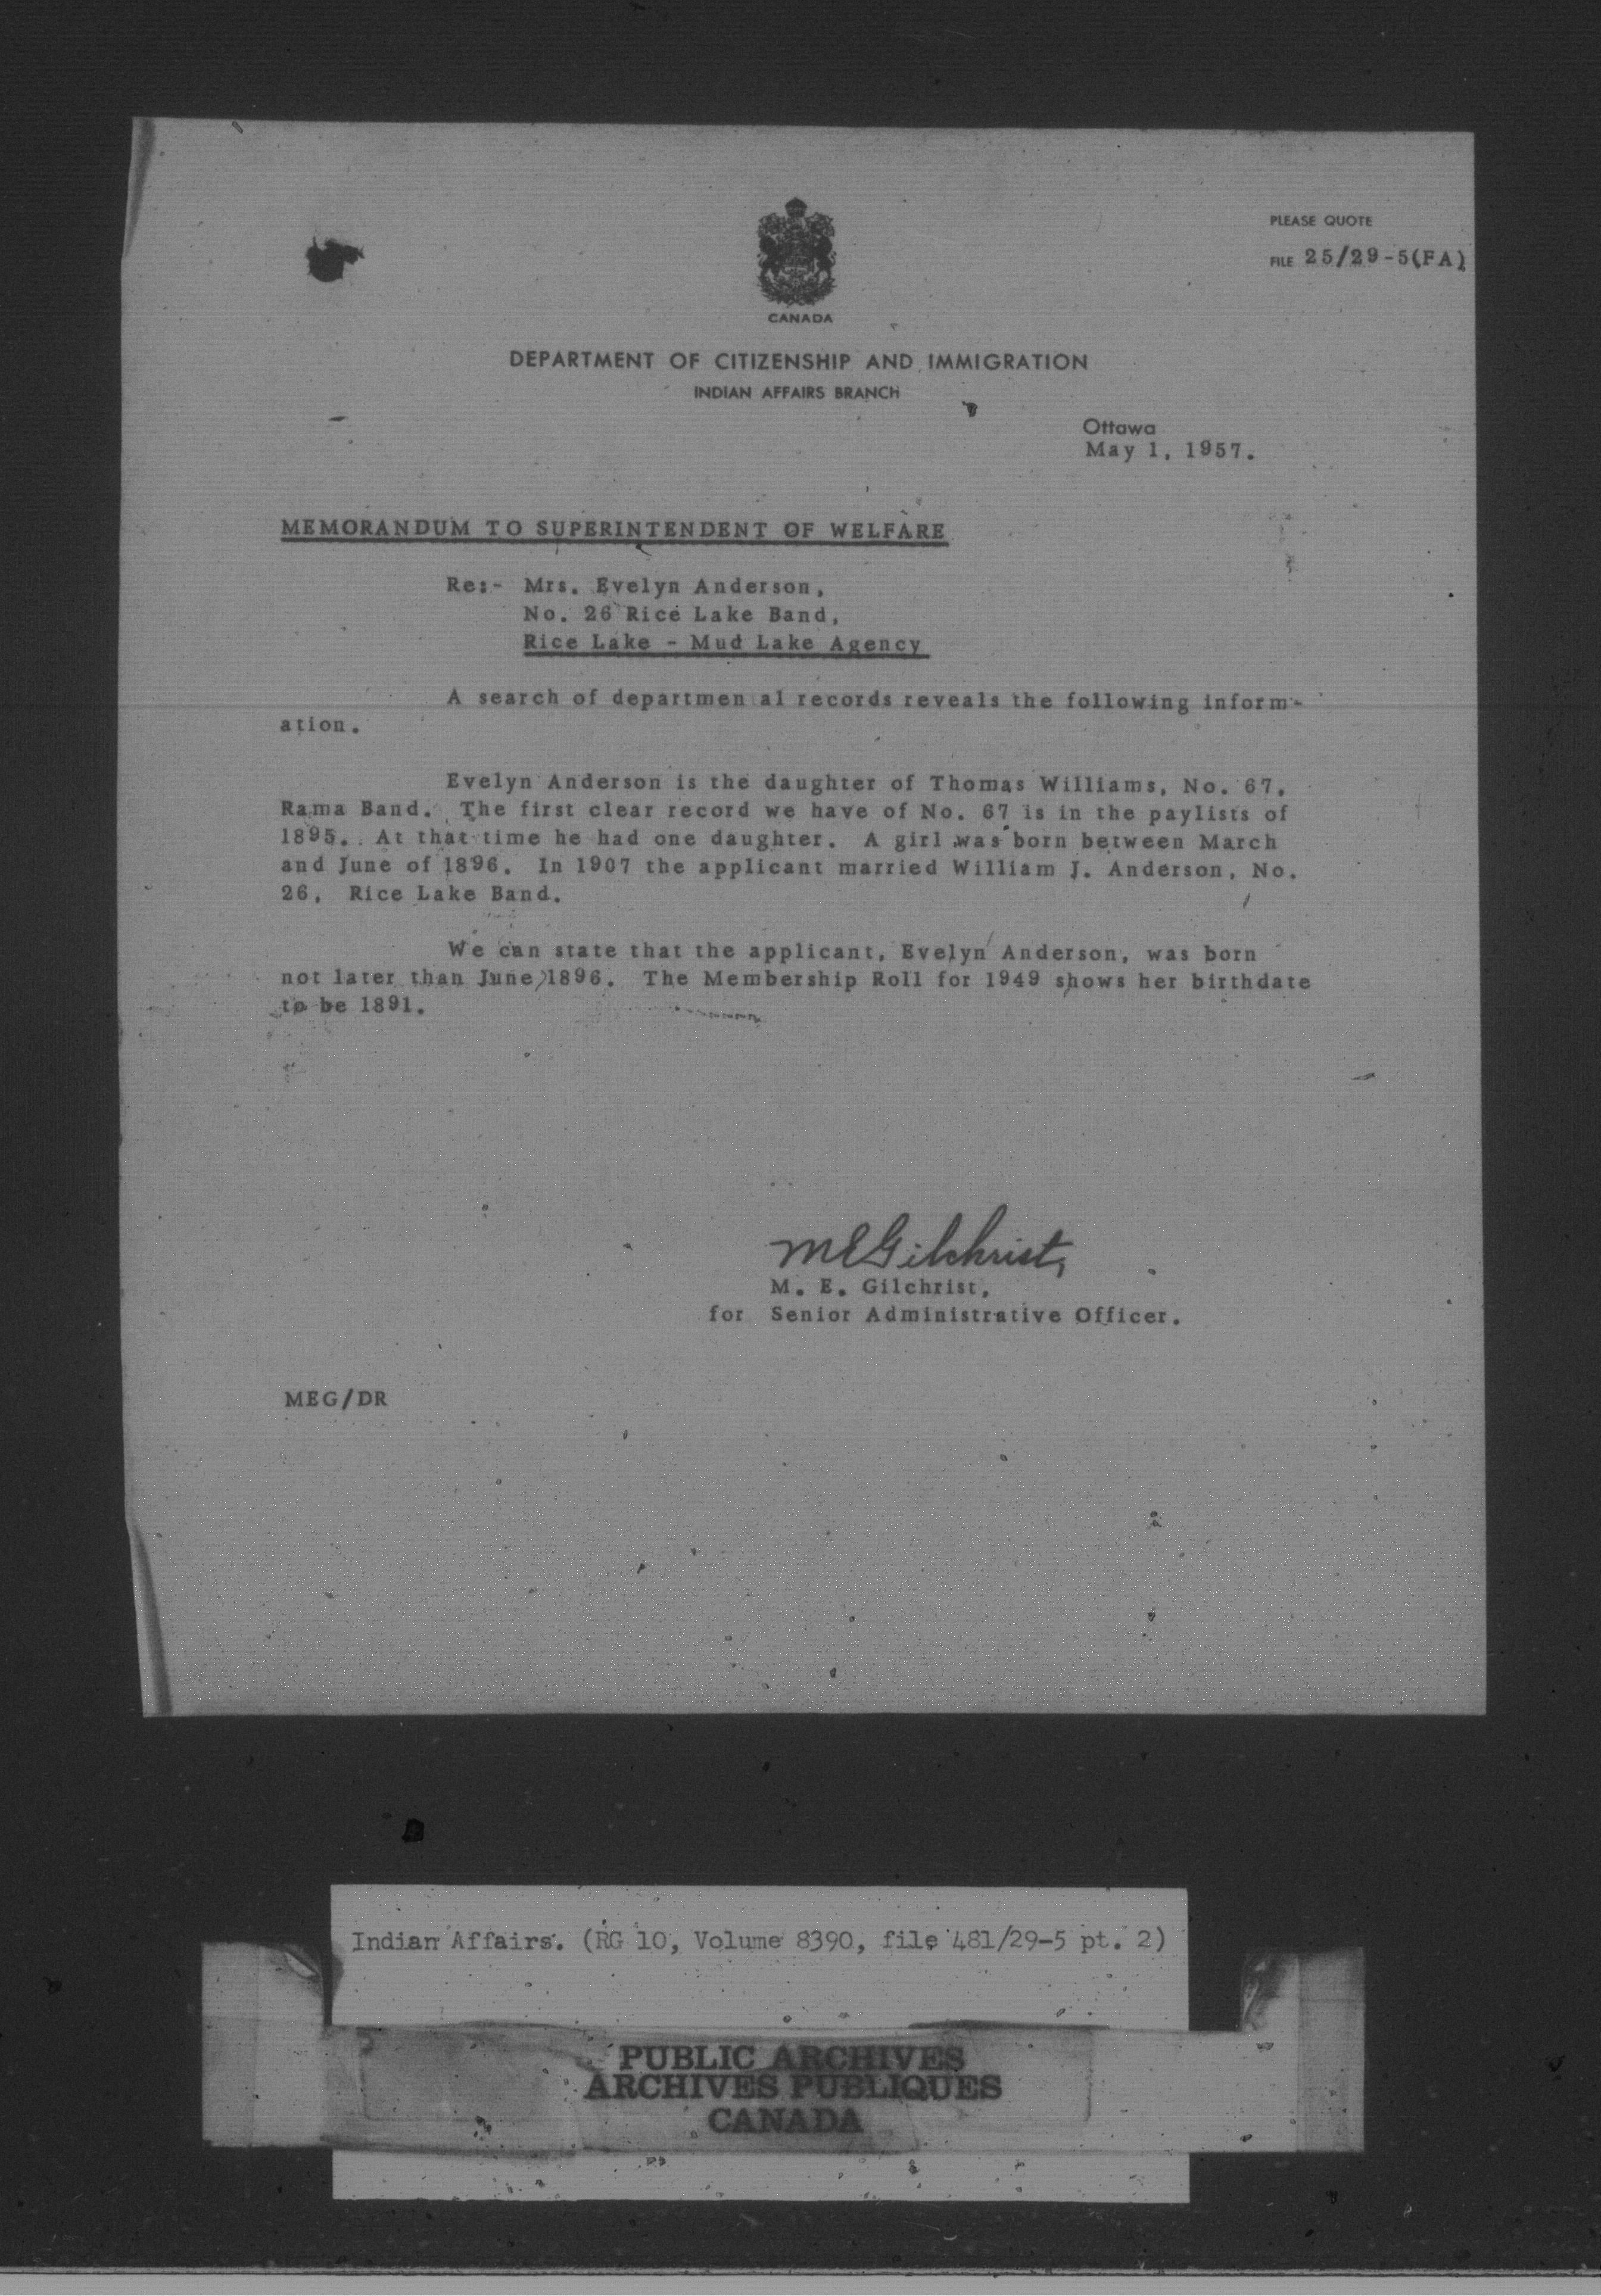 PLEASE QUOTE
FILE 25/29-5(FA)
CANADA
DEPARTMENT OF CITIZENSHIP AND IMMIGRATION
INDIAN AFFAIRS BRANCH
Ottawa
May 1, 1957.
MEMORANDUM TO SUPERINTENDENT OF WELFARE
Re:- Mrs. Evelyn Anderson,
No. 26 Rice Lake Band,
Rice Lake - Mud Lake Agency
A search of departmen al records reveals the following inform-
ation.
Evelyn Anderson is the daughter of Thomas Williams, No. 67,
Rama Band. The first clear record we have of No. 67 is in the paylists of
1895. At that time he had one daughter. A girl was born between March
and June of 1896. In 1907 the applicant married William J. Anderson, No.
26, Rice Lake Band.
We can state that the applicant, Evelyn Anderson, was born
not later than June 1896. The Membership Roll for 1949 shows her birthdate
to be 1891.
MEGilchrist,
M. E. Gilchrist,
for Senior Administrative Officer.
MEG/DR
Indian Affairs. (RG 10, Volume 8390, file 481/29-5 pt. 2)
PUBLIC ARCHIVES
ARCHIVES PUBLIQUES
CANADA